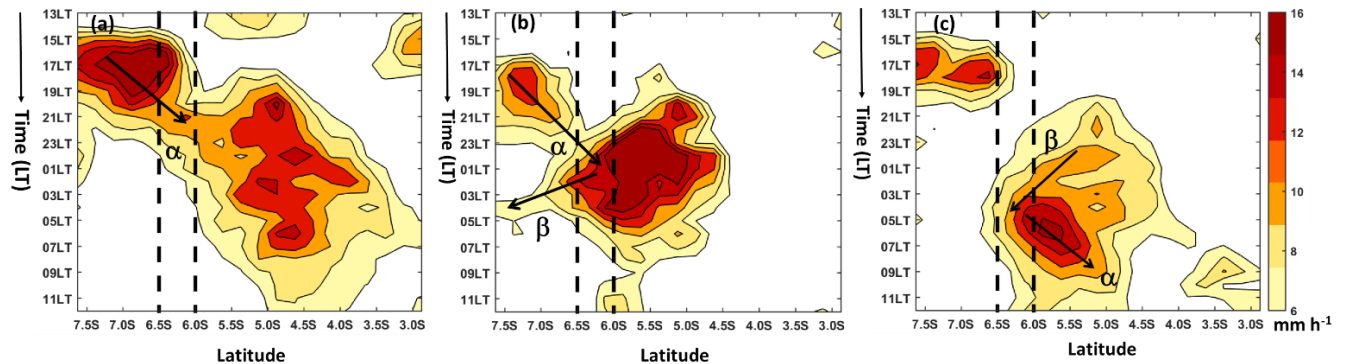 (a)
13LT
15LT
17LT
19LT
21LT
23LT
01LT
03LT
05LT
07LT
09LT
11LT
Time (LT)
α
7.5S 7.0S 6.5S 6.0S 5.5S 5.0S 4.5S 4.0S 3.5S 3.0S
Latitude
(b)
13LT
15LT
17LT
19LT
21LT
23LT
01LT
03LT
05LT
07LT
09LT
11LT
Time (LT)
α
β
7.5S 7.0S 6.5S 6.0S 5.5S 5.0S 4.5S 4.0S 3.5S 3.0S
Latitude
(c)
13LT
15LT
17LT
19LT
21LT
23LT
01LT
03LT
05LT
07LT
09LT
11LT
Time (LT)
β
α
7.5S 7.0S 6.5S 6.0S 5.5S 5.0S 4.5S 4.0S 3.5S 3.0S
Latitude
16
14
12
10
8
6
mm h⁻¹